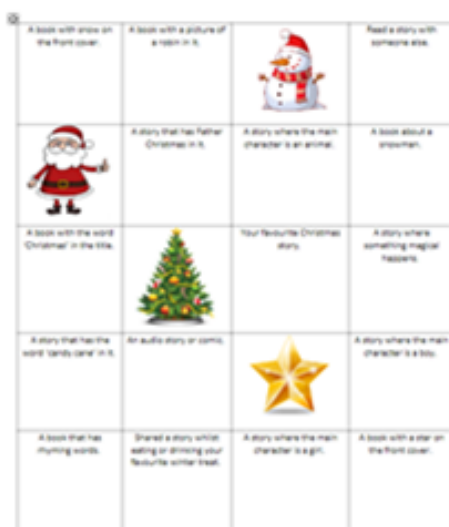 A book with snow on
the front cover.
A book with a picture of
a robin in it.
Read a story with
someone else.
A story that has Father
Christmas in it.
A story where the main
character is an animal.
A book about a
snowman.
A book with the word
'Christmas' in the title.
Your favourite Christmas
story.
A story where
something magical
happens.
A story that has the
word 'candy cane' in it.
An audio story or comic.
A story where the main
character is a boy.
A book that has
rhyming words.
Shared a story whilst
eating or drinking your
favourite winter treat.
A story where the main
character is a girl.
A book with a star on
the front cover.